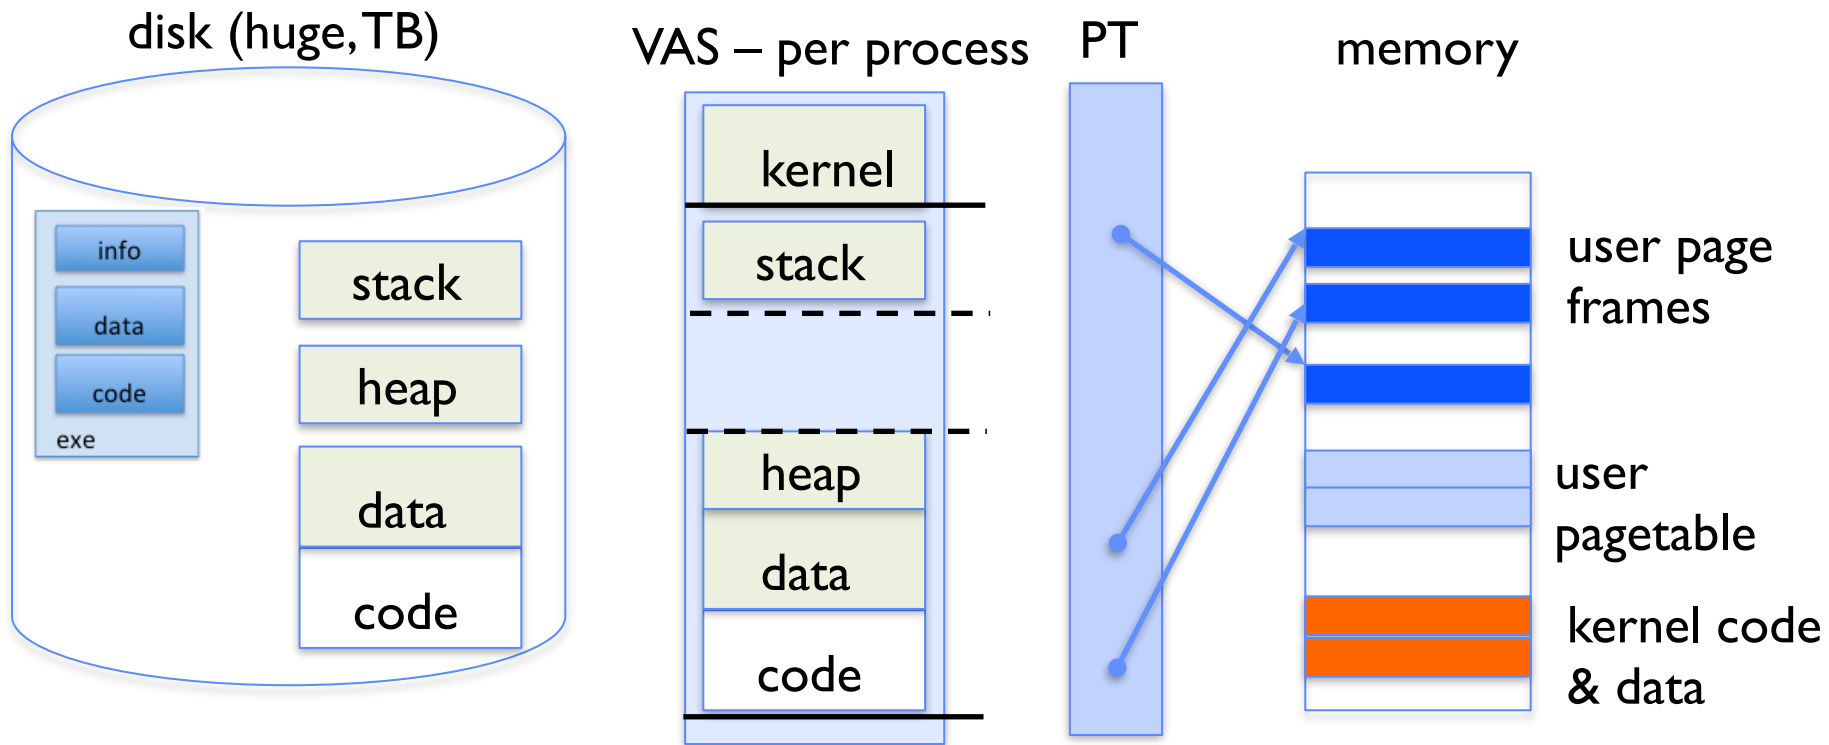 disk (huge, TB)
info
data
code
exe
stack
heap
data
code
VAS – per process
kernel
stack
heap
data
code
PT
memory
user page
frames
user
pagetable
kernel code
& data